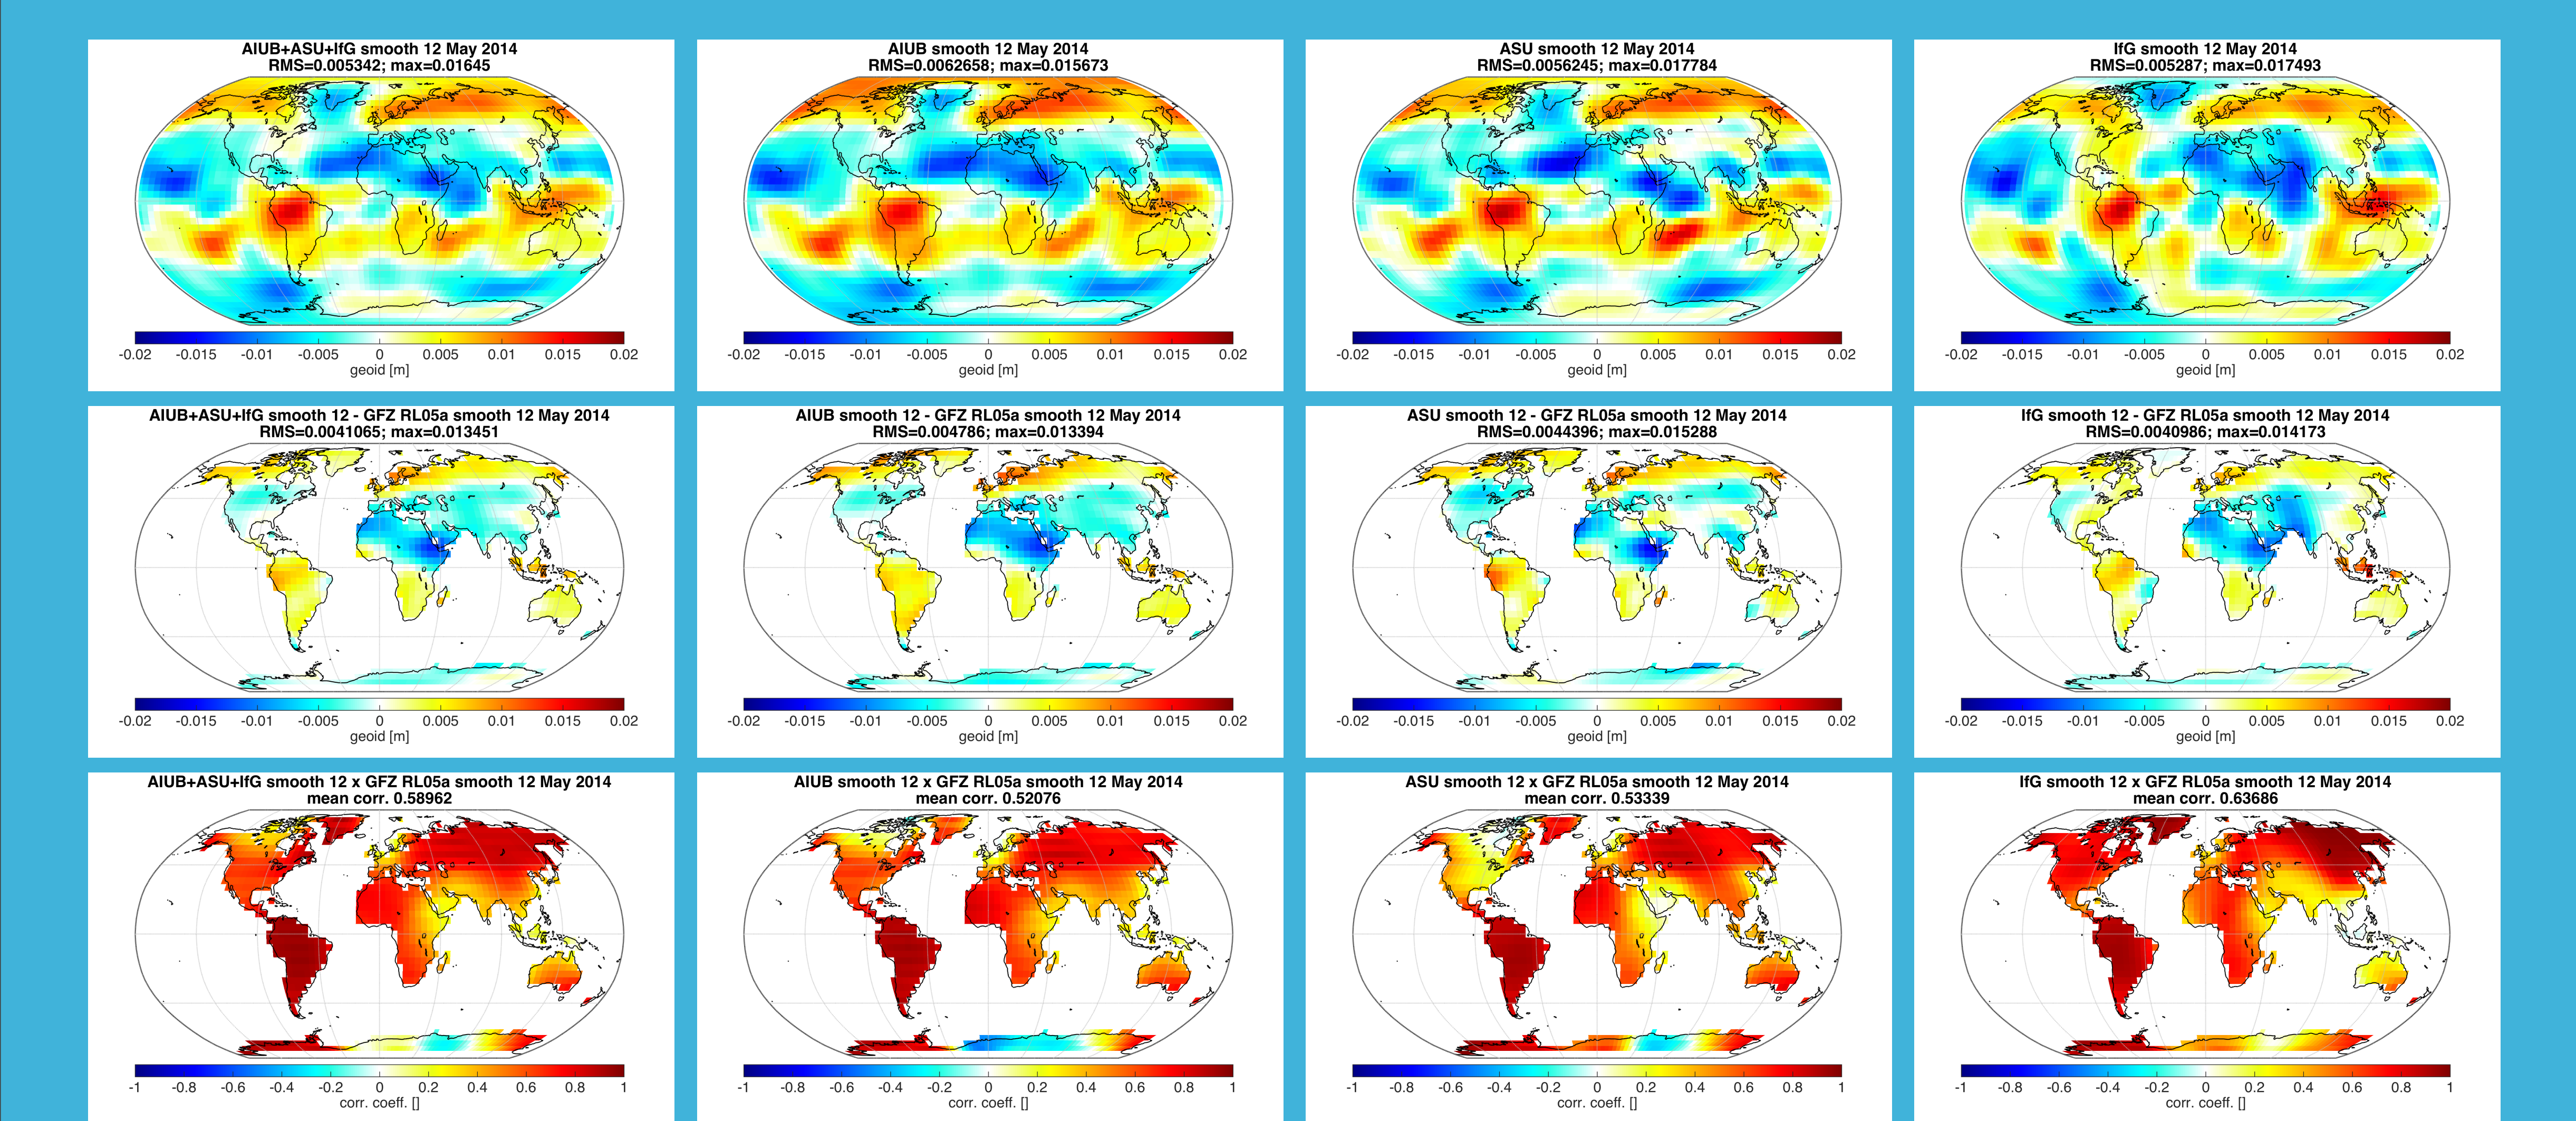 AIUB+ASU+IfG smooth 12 May 2014
RMS=0.005342; max=0.01645
-0.02 -0.015 -0.01 -0.005 0 0.005 0.01 0.015 0.02
geoid [m]
AIUB smooth 12 May 2014
RMS=0.0062658; max=0.015673
-0.02 -0.015 -0.01 -0.005 0 0.005 0.01 0.015 0.02
geoid [m]
ASU smooth 12 May 2014
RMS=0.0056245; max=0.017784
-0.02 -0.015 -0.01 -0.005 0 0.005 0.01 0.015 0.02
geoid [m]
IfG smooth 12 May 2014
RMS=0.005287; max=0.017493
-0.02 -0.015 -0.01 -0.005 0 0.005 0.01 0.015 0.02
geoid [m]
AIUB+ASU+IfG smooth 12 - GFZ RL05a smooth 12 May 2014
RMS=0.0041065; max=0.013451
-0.02 -0.015 -0.01 -0.005 0 0.005 0.01 0.015 0.02
geoid [m]
AIUB smooth 12 - GFZ RL05a smooth 12 May 2014
RMS=0.004786; max=0.013394
-0.02 -0.015 -0.01 -0.005 0 0.005 0.01 0.015 0.02
geoid [m]
ASU smooth 12 - GFZ RL05a smooth 12 May 2014
RMS=0.0044396; max=0.015288
-0.02 -0.015 -0.01 -0.005 0 0.005 0.01 0.015 0.02
geoid [m]
IfG smooth 12 - GFZ RL05a smooth 12 May 2014
RMS=0.0040986; max=0.014173
-0.02 -0.015 -0.01 -0.005 0 0.005 0.01 0.015 0.02
geoid [m]
AIUB+ASU+IfG smooth 12 x GFZ RL05a smooth 12 May 2014
mean corr. 0.58962
-1 -0.8 -0.6 -0.4 -0.2 0 0.2 0.4 0.6 0.8 1
corr. coeff. []
AIUB smooth 12 x GFZ RL05a smooth 12 May 2014
mean corr. 0.52076
-1 -0.8 -0.6 -0.4 -0.2 0 0.2 0.4 0.6 0.8 1
corr. coeff. []
ASU smooth 12 x GFZ RL05a smooth 12 May 2014
mean corr. 0.53339
-1 -0.8 -0.6 -0.4 -0.2 0 0.2 0.4 0.6 0.8 1
corr. coeff. []
IfG smooth 12 x GFZ RL05a smooth 12 May 2014
mean corr. 0.63686
-1 -0.8 -0.6 -0.4 -0.2 0 0.2 0.4 0.6 0.8 1
corr. coeff. []